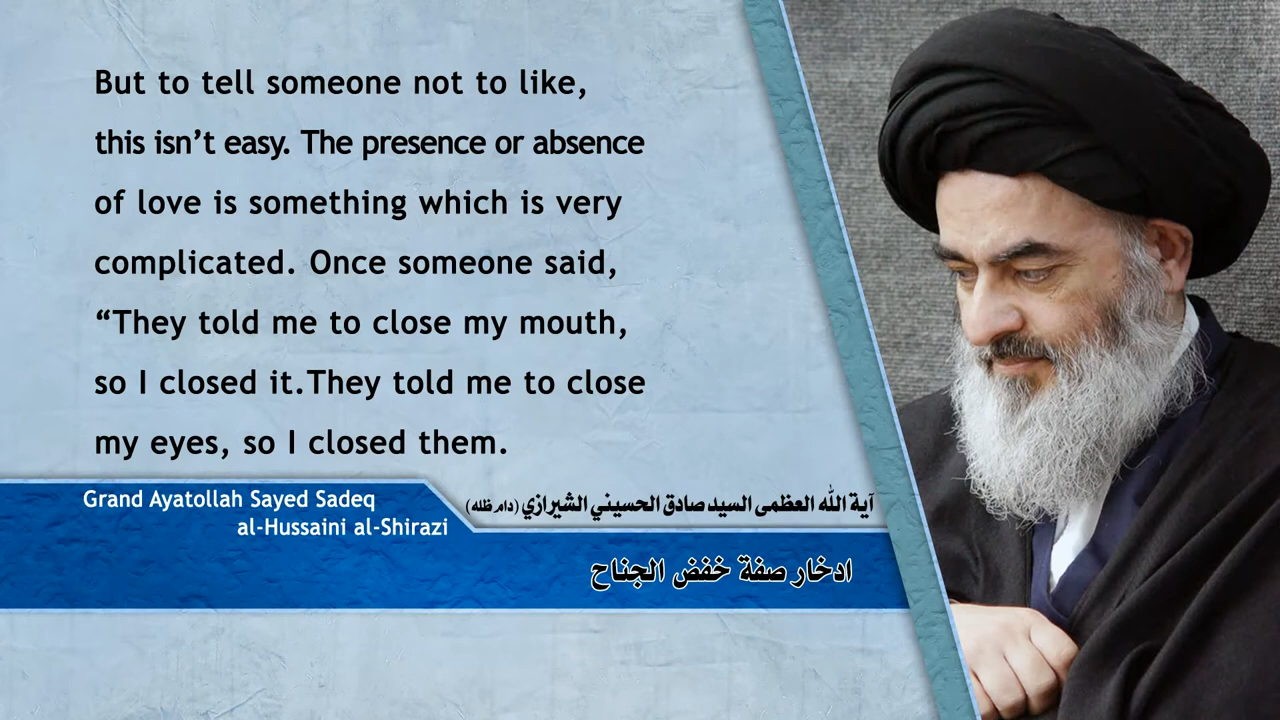 But to tell someone not to like,
this isn’t easy. The presence or absence
of love is something which is very
complicated. Once someone said,
“They told me to close my mouth,
so I closed it.They told me to close
my eyes, so I closed them.
Grand Ayatollah Sayed Sadeq
al-Hussaini al-Shirazi
آية الله العظمى السيد صادق الحسيني الشيرازي (دام ظله)
ادخار صفة خفض الجناح